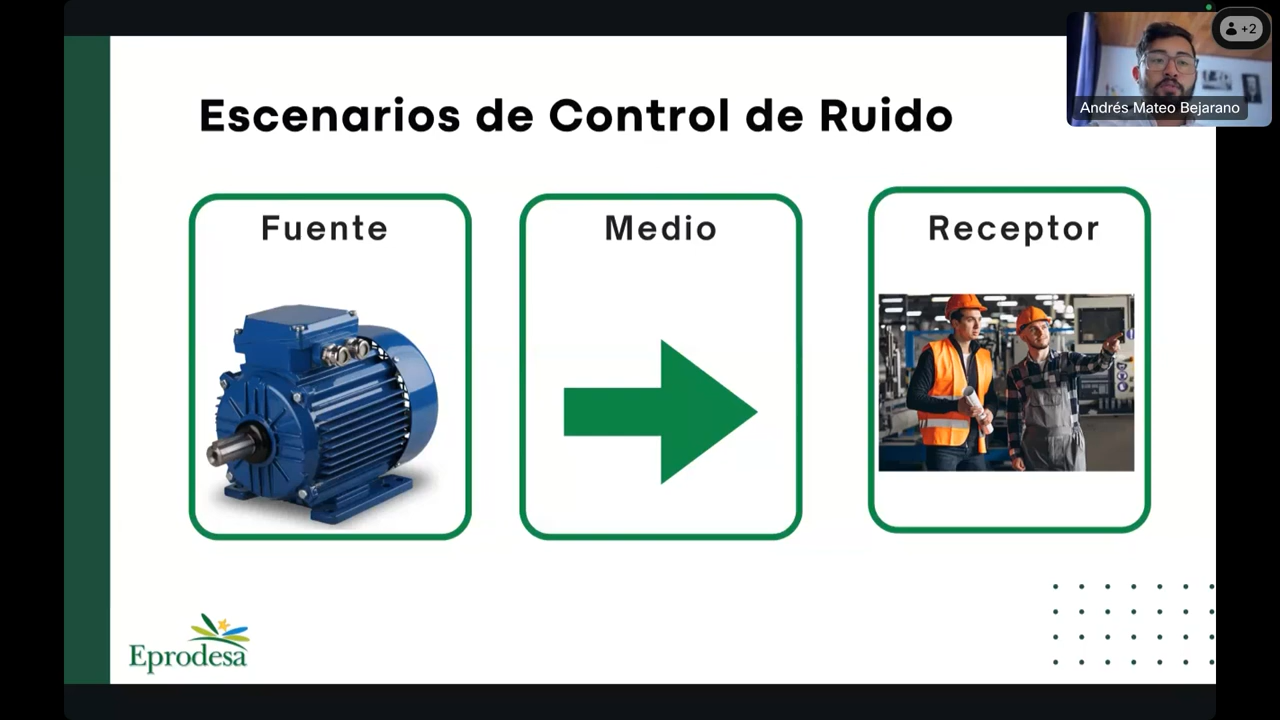 +2
Andrés Mateo Bejarano
Escenarios de Control de Ruido
Fuente
Medio
Receptor
Eprodesa